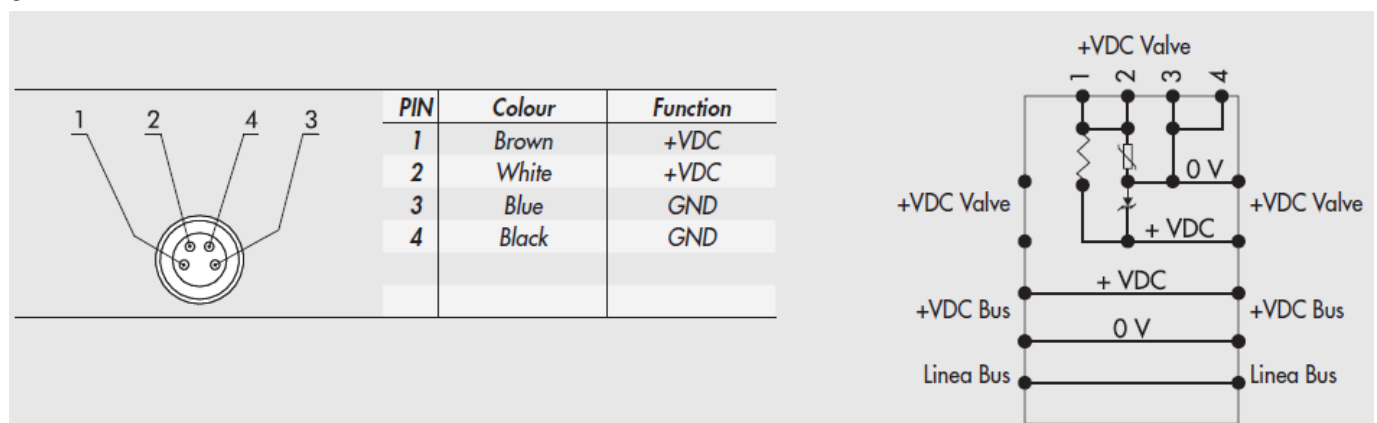 1 2 4 3
PIN Colour Function
1 Brown +VDC
2 White +VDC
3 Blue GND
4 Black GND
+VDC Valve
1 2 3 4
0 V
+VDC Valve +VDC Valve
+ VDC
+ VDC
+VDC Bus +VDC Bus
0 V
Linea Bus Linea Bus